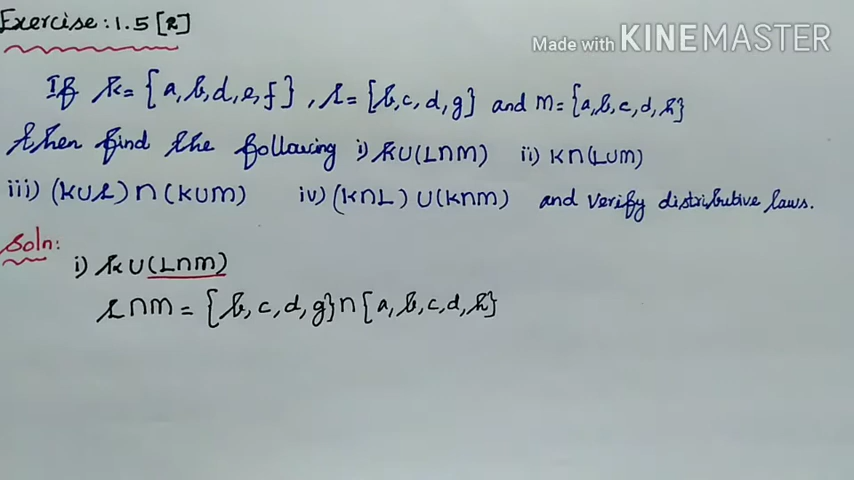 Exercise: 1.5 [2]
Made with KINEMASTER
If K = {a, b, d, e, f}, L = {b, c, d, g} and m = {a, b, c, d, h}
then find the following i) K∪(L∩m) ii) K∩(L∪m)
iii) (K∪L) ∩ (K∪m) iv) (K∩L) ∪ (K∩m) and verify distributive laws.
Soln:
i) K∪(L∩m)
L∩m = {b, c, d, g} ∩ {a, b, c, d, h}